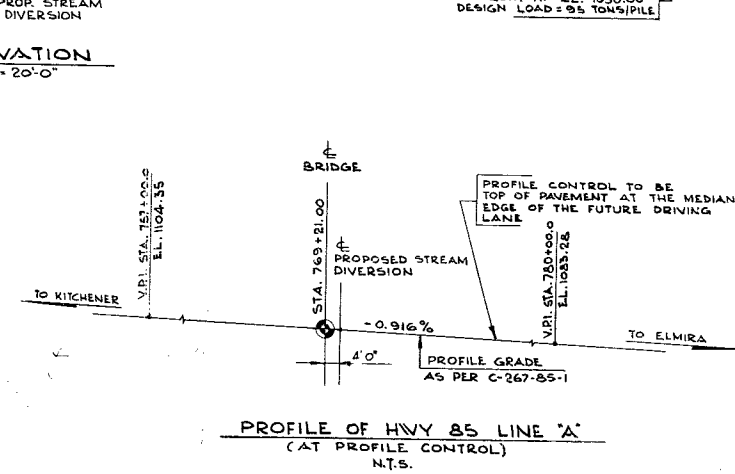 PROP. STREAM
DIVERSION
DESIGN LOAD = 95 TONS/PILE
VATION
= 20'-0"
℄
BRIDGE
V.P.I. STA. 757+00.0
EL. 1104.35
STA. 769+21.00
℄
PROPOSED STREAM
DIVERSION
PROFILE CONTROL TO BE
TOP OF PAVEMENT AT THE MEDIAN
EDGE OF THE FUTURE DRIVING
LANE
V.P.I. STA. 780+00.0
EL. 1083.28
TO KITCHENER
-0.916%
TO ELMIRA
4'0"
PROFILE GRADE
AS PER C-267-85-1
PROFILE OF HWY 85 LINE "A"
(AT PROFILE CONTROL)
N.T.S.